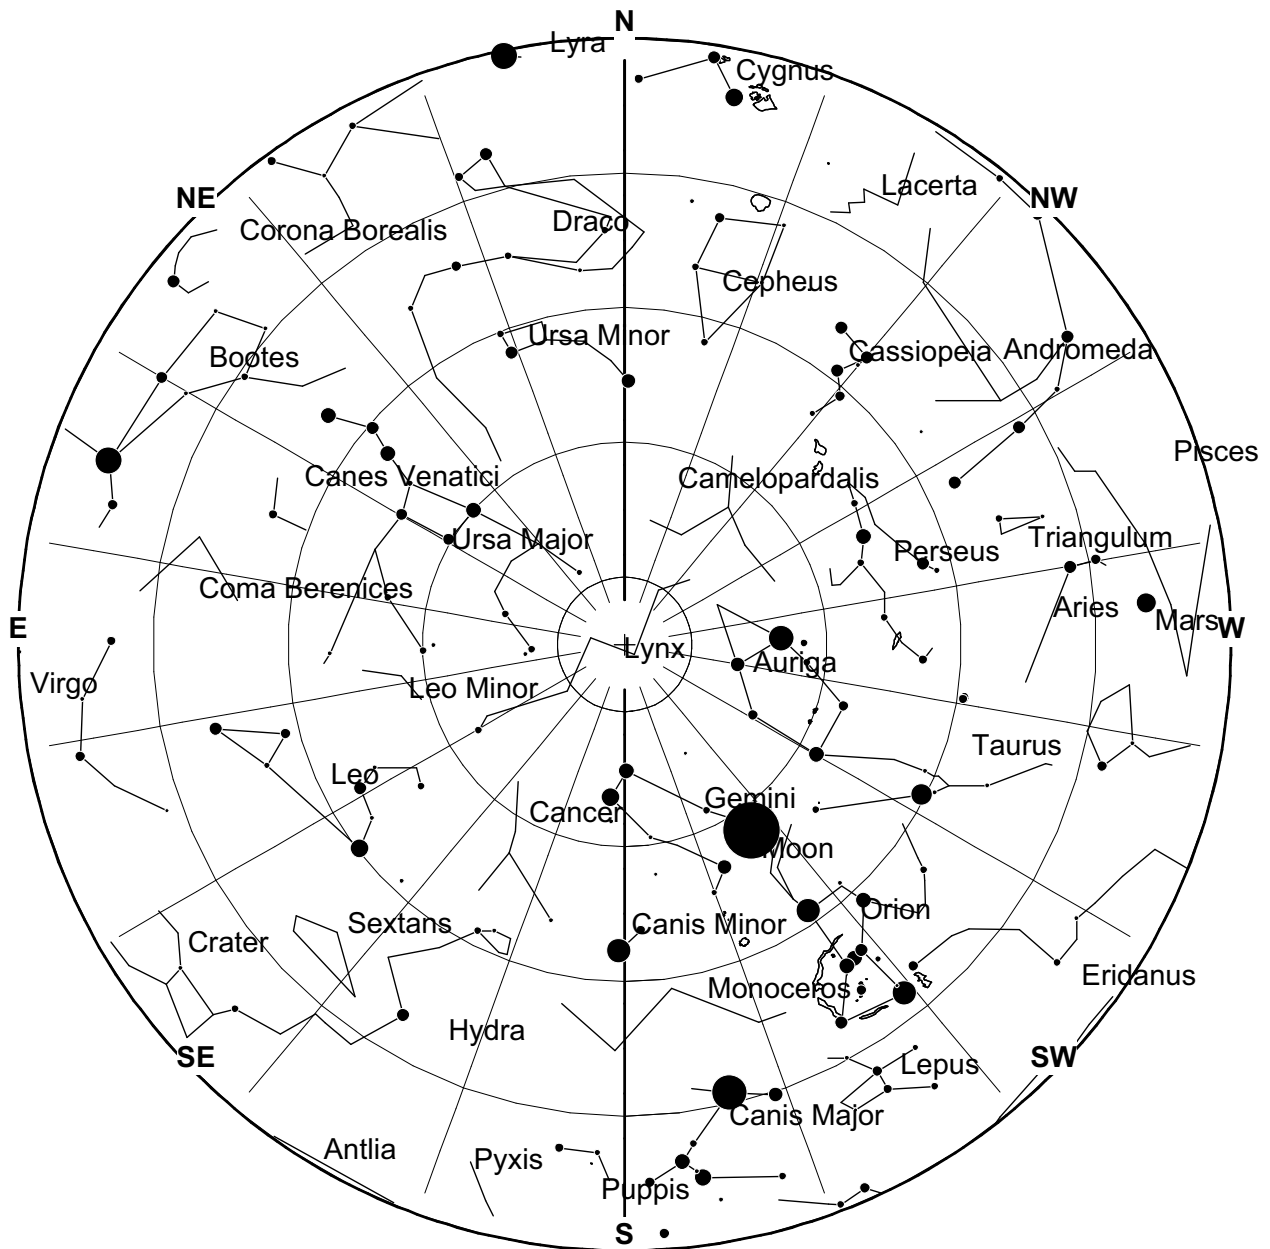 N
Lyra
Cygnus
NE
Lacerta
NW
Corona Borealis
Draco
Cepheus
Ursa Minor
Bootes
Cassiopeia
Andromeda
Pisces
Canes Venatici
Camelopardalis
Ursa Major
Perseus
Triangulum
Coma Berenices
Aries
Mars
E
W
Lynx
Auriga
Virgo
Leo Minor
Taurus
Leo
Gemini
Cancer
Moon
Orion
Sextans
Canis Minor
Crater
Eridanus
Monoceros
Hydra
SE
SW
Lepus
Canis Major
Antlia
Pyxis
Puppis
S